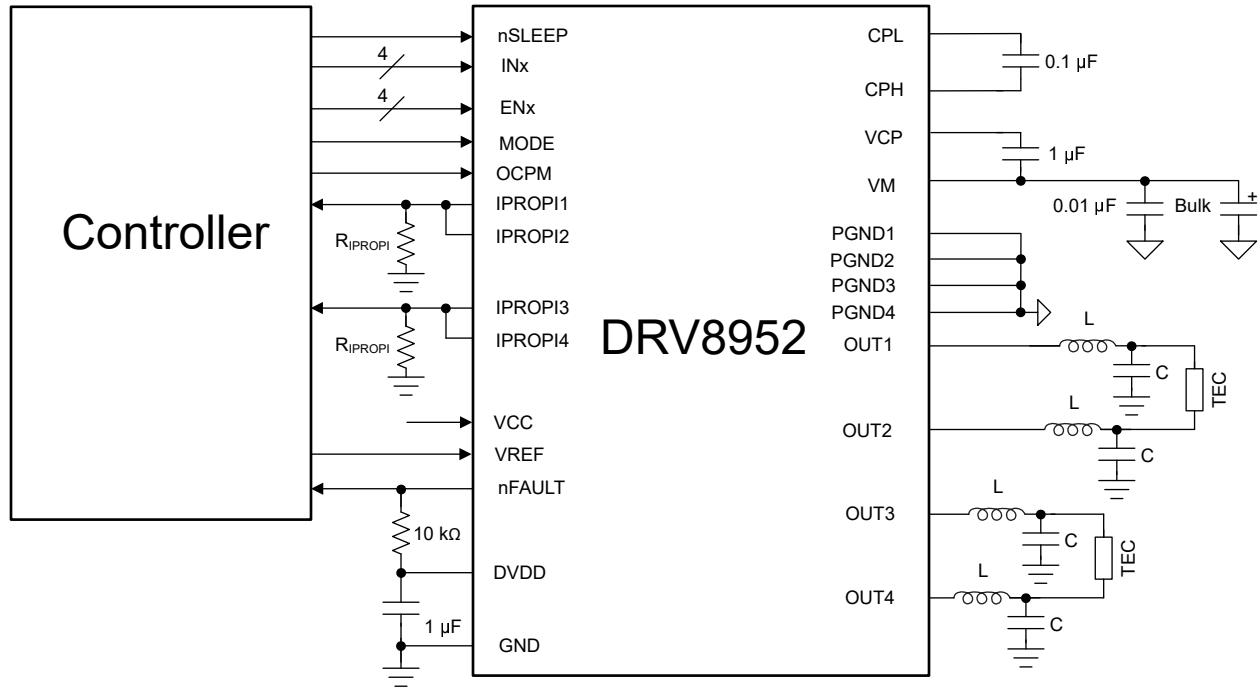 Controller
DRV8952
nSLEEP
4
INx
4
ENx
MODE
OCPM
IPROPI1
IPROPI2
RIPROPI
IPROPI3
IPROPI4
RIPROPI
VCC
VREF
nFAULT
10 kΩ
DVDD
1 µF
GND
CPL
0.1 µF
CPH
VCP
1 µF
VM
0.01 µF
Bulk
+
PGND1
PGND2
PGND3
PGND4
OUT1
L
C
TEC
OUT2
L
C
OUT3
L
C
TEC
OUT4
L
C